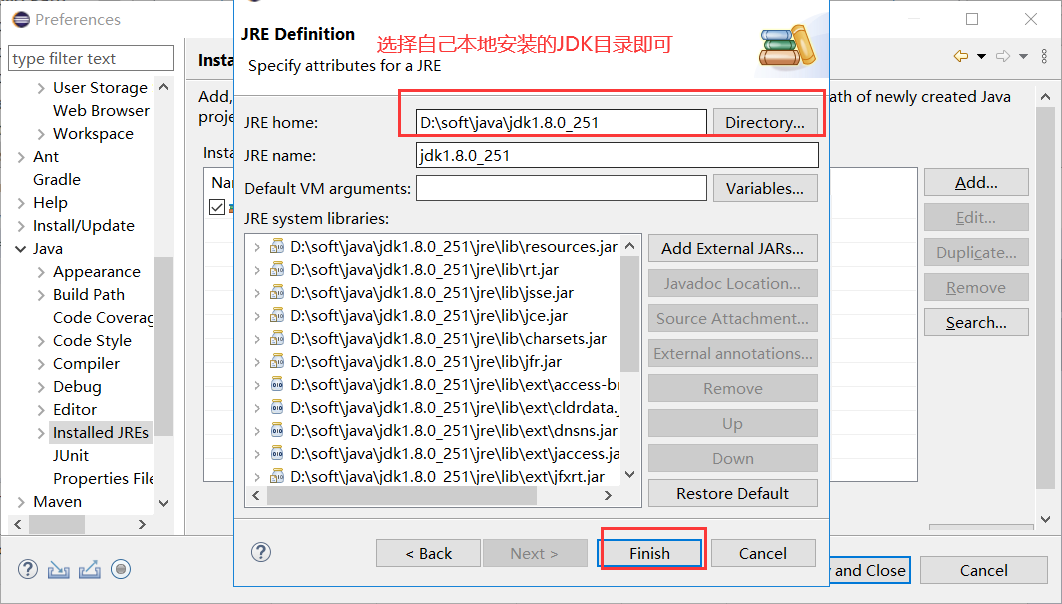 Preferences
type filter text
User Storage
Web Browser
Workspace
Ant
Gradle
Help
Install/Update
Java
Appearance
Build Path
Code Coverag
Code Style
Compiler
Debug
Editor
Installed JREs
JUnit
Properties File
Maven
Insta
Add,
proje
ath of newly created Java
Insta
Nar
Add...
Edit...
Duplicate...
Remove
Search...
JRE Definition
选择自己本地安装的JDK目录即可
Specify attributes for a JRE
JRE home:
D:\soft\java\jdk1.8.0_251
Directory...
JRE name:
jdk1.8.0_251
Default VM arguments:
Variables...
JRE system libraries:
D:\soft\java\jdk1.8.0_251\jre\lib\resources.jar
D:\soft\java\jdk1.8.0_251\jre\lib\rt.jar
D:\soft\java\jdk1.8.0_251\jre\lib\jsse.jar
D:\soft\java\jdk1.8.0_251\jre\lib\jce.jar
D:\soft\java\jdk1.8.0_251\jre\lib\charsets.jar
D:\soft\java\jdk1.8.0_251\jre\lib\jfr.jar
D:\soft\java\jdk1.8.0_251\jre\lib\ext\access-br
D:\soft\java\jdk1.8.0_251\jre\lib\ext\cldrdata.
D:\soft\java\jdk1.8.0_251\jre\lib\ext\dnsns.jar
D:\soft\java\jdk1.8.0_251\jre\lib\ext\jaccess.ja
D:\soft\java\jdk1.8.0_251\jre\lib\ext\jfxrt.jar
Add External JARs...
Javadoc Location...
Source Attachment...
External annotations...
Remove
Up
Down
Restore Default
< Back
Next >
Finish
Cancel
and Close
Cancel